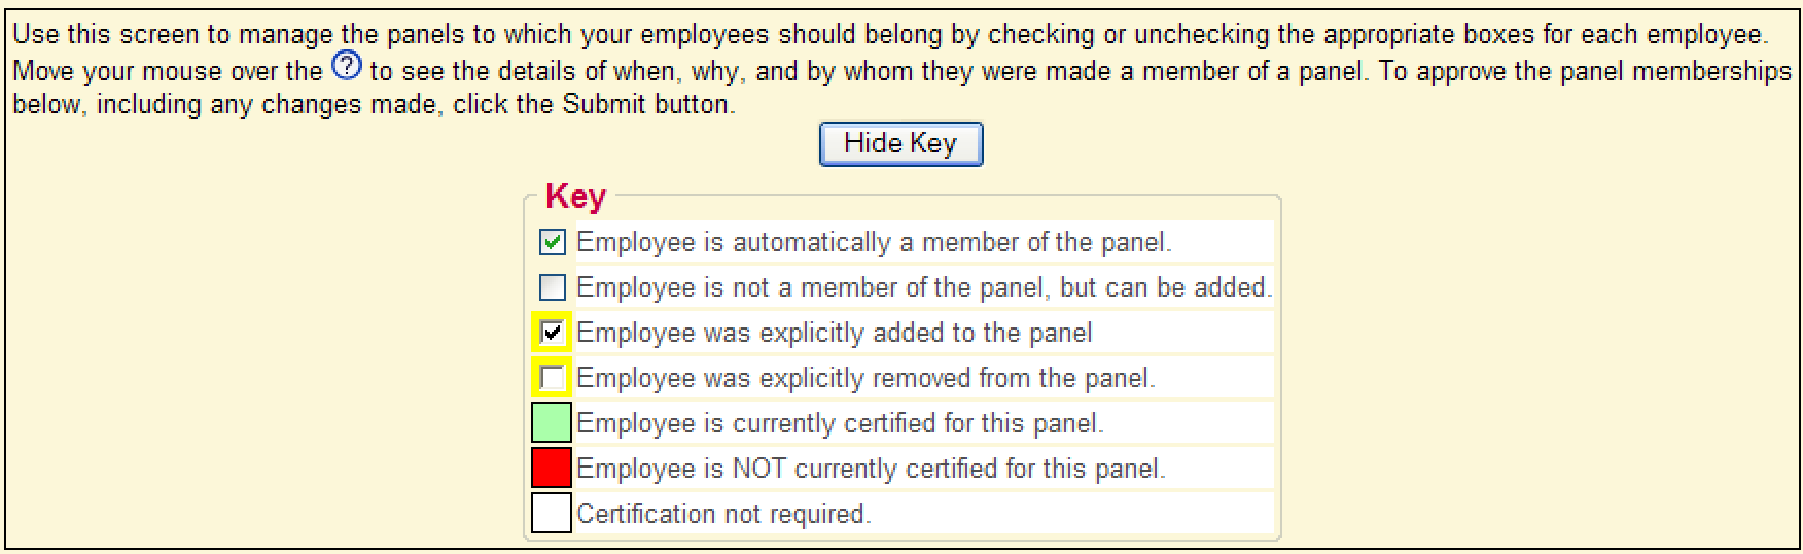 Use this screen to manage the panels to which your employees should belong by checking or unchecking the appropriate boxes for each employee.
Move your mouse over the ? to see the details of when, why, and by whom they were made a member of a panel. To approve the panel memberships
below, including any changes made, click the Submit button.
Hide Key
Key
Employee is automatically a member of the panel.
Employee is not a member of the panel, but can be added.
Employee was explicitly added to the panel
Employee was explicitly removed from the panel.
Employee is currently certified for this panel.
Employee is NOT currently certified for this panel.
Certification not required.